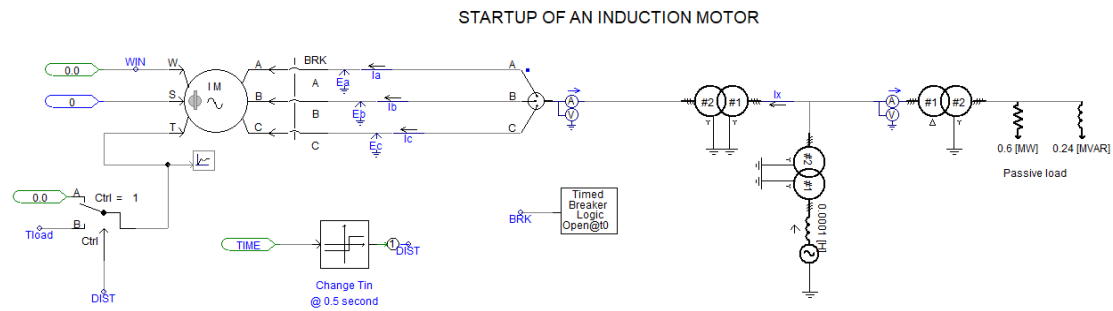 STARTUP OF AN INDUCTION MOTOR
0.0
WIN
W
I M
A
BRK
A
Ea
Ia
A
0
S
B
B
Eb
Ib
B
A
V
T
C
C
Ec
Ic
C
#2
#1
Ix
A
V
#1
#2
0.6 [MW]
0.24 [MVAR]
Passive load
#2
#1
0.0001 [H]
0.0
A
Ctrl = 1
B
Tload
Ctrl
DIST
TIME
1
DIST
Change Tin
@ 0.5 second
BRK
Timed
Breaker
Logic
Open@t0